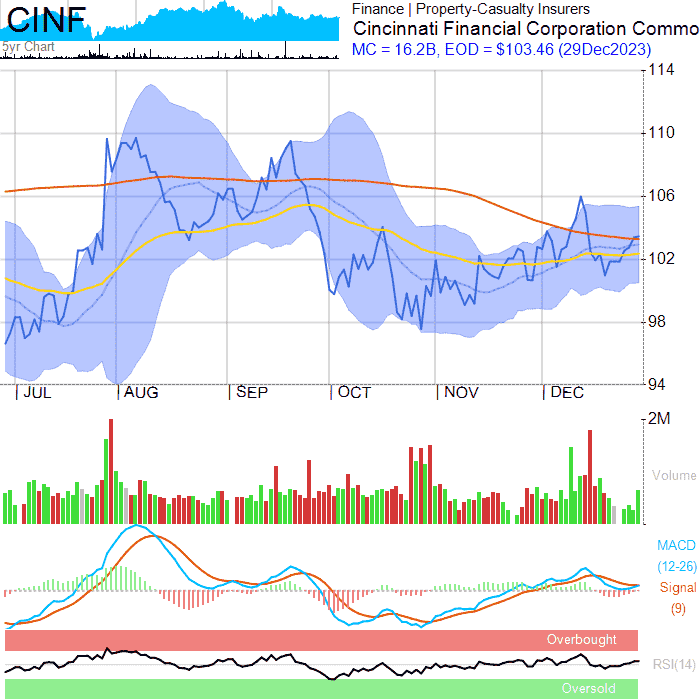 CINF
5yr Chart
Finance | Property-Casualty Insurers
Cincinnati Financial Corporation Commo
MC = 16.2B, EOD = $103.46 (29Dec2023)
114
110
106
102
98
94
JUL AUG SEP OCT NOV DEC
2M
Volume
MACD
(12-26)
Signal
(9)
Overbought
RSI(14)
Oversold